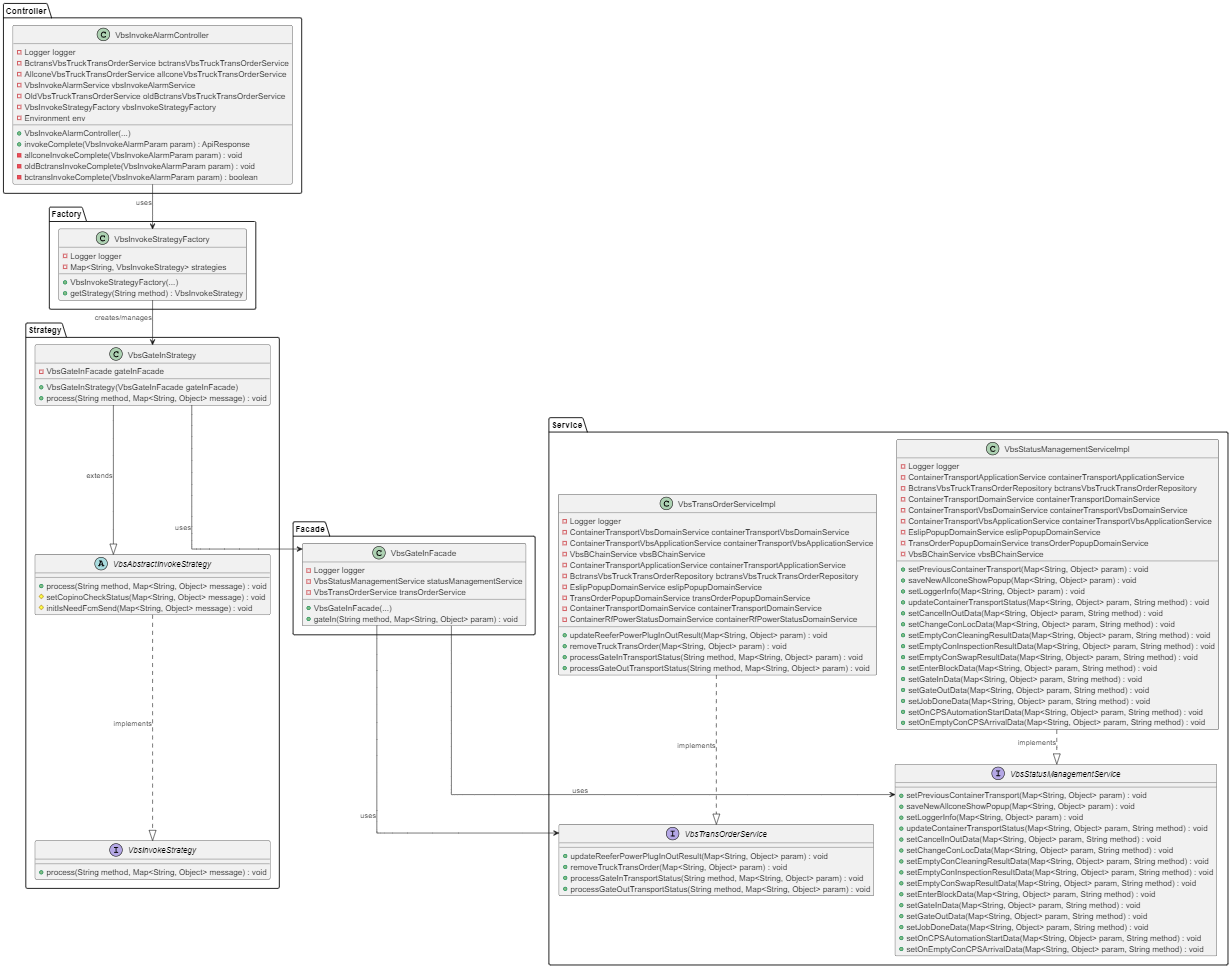 Controller
C VbsInvokeAlarmController
Logger logger
BctransVbsTruckTransOrderService bctransVbsTruckTransOrderService
AllconeVbsTruckTransOrderService allconeVbsTruckTransOrderService
VbsInvokeAlarmService vbsInvokeAlarmService
OldVbsTruckTransOrderService oldBctransVbsTruckTransOrderService
VbsInvokeStrategyFactory vbsInvokeStrategyFactory
Environment env
VbsInvokeAlarmController(...)
invokeComplete(VbsInvokeAlarmParam param) : ApiResponse
allconeInvokeComplete(VbsInvokeAlarmParam param) : void
oldBctransInvokeComplete(VbsInvokeAlarmParam param) : void
bctransInvokeComplete(VbsInvokeAlarmParam param) : boolean
uses
Factory
C VbsInvokeStrategyFactory
Logger logger
Map<String, VbsInvokeStrategy> strategies
VbsInvokeStrategyFactory(...)
getStrategy(String method) : VbsInvokeStrategy
creates/manages
Strategy
C VbsGateInStrategy
VbsGateInFacade gateInFacade
VbsGateInStrategy(VbsGateInFacade gateInFacade)
process(String method, Map<String, Object> message) : void
extends
uses
A VbsAbstractInvokeStrategy
process(String method, Map<String, Object> message) : void
setCopinoCheckStatus(Map<String, Object> message) : void
initIsNeedFcmSend(Map<String, Object> message) : void
implements
I VbsInvokeStrategy
process(String method, Map<String, Object> message) : void
Facade
C VbsGateInFacade
Logger logger
VbsStatusManagementService statusManagementService
VbsTransOrderService transOrderService
VbsGateInFacade(...)
gateIn(String method, Map<String, Object> param) : void
uses
uses
Service
C VbsTransOrderServiceImpl
Logger logger
ContainerTransportVbsDomainService containerTransportVbsDomainService
ContainerTransportVbsApplicationService containerTransportVbsApplicationService
VbsBChainService vbsBChainService
ContainerTransportApplicationService containerTransportApplicationService
BctransVbsTruckTransOrderRepository bctransVbsTruckTransOrderRepository
EslipPopupDomainService eslipPopupDomainService
TransOrderPopupDomainService transOrderPopupDomainService
ContainerTransportDomainService containerTransportDomainService
ContainerRfPowerStatusDomainService containerRfPowerStatusDomainService
updateReeferPowerPlugInOutResult(Map<String, Object> param) : void
removeTruckTransOrder(Map<String, Object> param) : void
processGateInTransportStatus(String method, Map<String, Object> param) : void
processGateOutTransportStatus(String method, Map<String, Object> param) : void
implements
I VbsTransOrderService
updateReeferPowerPlugInOutResult(Map<String, Object> param) : void
removeTruckTransOrder(Map<String, Object> param) : void
processGateInTransportStatus(String method, Map<String, Object> param) : void
processGateOutTransportStatus(String method, Map<String, Object> param) : void
C VbsStatusManagementServiceImpl
Logger logger
ContainerTransportApplicationService containerTransportApplicationService
BctransVbsTruckTransOrderRepository bctransVbsTruckTransOrderRepository
ContainerTransportDomainService containerTransportDomainService
ContainerTransportVbsDomainService containerTransportVbsDomainService
ContainerTransportVbsApplicationService containerTransportVbsApplicationService
EslipPopupDomainService eslipPopupDomainService
TransOrderPopupDomainService transOrderPopupDomainService
VbsBChainService vbsBChainService
setPreviousContainerTransport(Map<String, Object> param) : void
saveNewAllconeShowPopup(Map<String, Object> param) : void
setLoggerInfo(Map<String, Object> param) : void
updateContainerTransportStatus(Map<String, Object> param) : void
setCancelInOutData(Map<String, Object> param, String method) : void
setChangeConLocData(Map<String, Object> param, String method) : void
setEmptyConCleaningResultData(Map<String, Object> param, String method) : void
setEmptyConInspectionResultData(Map<String, Object> param, String method) : void
setEmptyConSwapResultData(Map<String, Object> param, String method) : void
setEnterBlockData(Map<String, Object> param, String method) : void
setGateInData(Map<String, Object> param, String method) : void
setGateOutData(Map<String, Object> param, String method) : void
setJobDoneData(Map<String, Object> param, String method) : void
setOnCPSAutomationStartData(Map<String, Object> param, String method) : void
setOnEmptyConCPSArrivalData(Map<String, Object> param, String method) : void
implements
I VbsStatusManagementService
setPreviousContainerTransport(Map<String, Object> param) : void
saveNewAllconeShowPopup(Map<String, Object> param) : void
setLoggerInfo(Map<String, Object> param) : void
updateContainerTransportStatus(Map<String, Object> param) : void
setCancelInOutData(Map<String, Object> param, String method) : void
setChangeConLocData(Map<String, Object> param, String method) : void
setEmptyConCleaningResultData(Map<String, Object> param, String method) : void
setEmptyConInspectionResultData(Map<String, Object> param, String method) : void
setEmptyConSwapResultData(Map<String, Object> param, String method) : void
setEnterBlockData(Map<String, Object> param, String method) : void
setGateInData(Map<String, Object> param, String method) : void
setGateOutData(Map<String, Object> param, String method) : void
setJobDoneData(Map<String, Object> param, String method) : void
setOnCPSAutomationStartData(Map<String, Object> param, String method) : void
setOnEmptyConCPSArrivalData(Map<String, Object> param, String method) : void